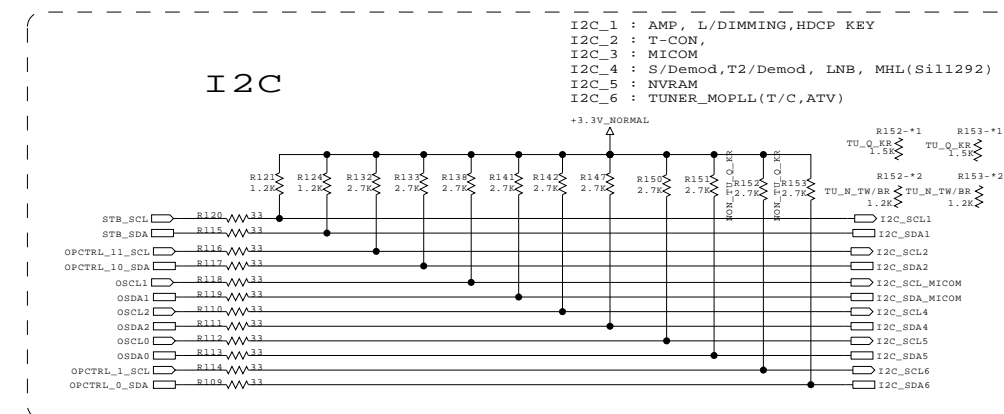 I2C_1 : AMP, L/DIMMING,HDCP KEY
I2C_2 : T-CON,
I2C_3 : MICOM
I2C_4 : S/Demod,T2/Demod, LNB, MHL(Sil1292)
I2C_5 : NVRAM
I2C_6 : TUNER_MOPLL(T/C,ATV)
I2C
+3.3V_NORMAL
R152-*1
TU_Q_KR
1.5K
R153-*1
TU_Q_KR
1.5K
R152-*2
TU_N_TW/BR
1.2K
R153-*2
TU_N_TW/BR
1.2K
R121
1.2K
R124
1.2K
R132
2.7K
R133
2.7K
R138
2.7K
R141
2.7K
R142
2.7K
R147
2.7K
R150
2.7K
R151
2.7K
NON_TU_Q_KR
R152
2.7K
NON_TU_Q_KR
R153
2.7K
STB_SCL R120 33 I2C_SCL1
STB_SDA R115 33 I2C_SDA1
OPCTRL_11_SCL R116 33 I2C_SCL2
OPCTRL_10_SDA R117 33 I2C_SDA2
OSCL1 R118 33 I2C_SCL_MICOM
OSDA1 R119 33 I2C_SDA_MICOM
OSCL2 R110 33 I2C_SCL4
OSDA2 R111 33 I2C_SDA4
OSCL0 R112 33 I2C_SCL5
OSDA0 R113 33 I2C_SDA5
OPCTRL_1_SCL R114 33 I2C_SCL6
OPCTRL_0_SDA R109 33 I2C_SDA6